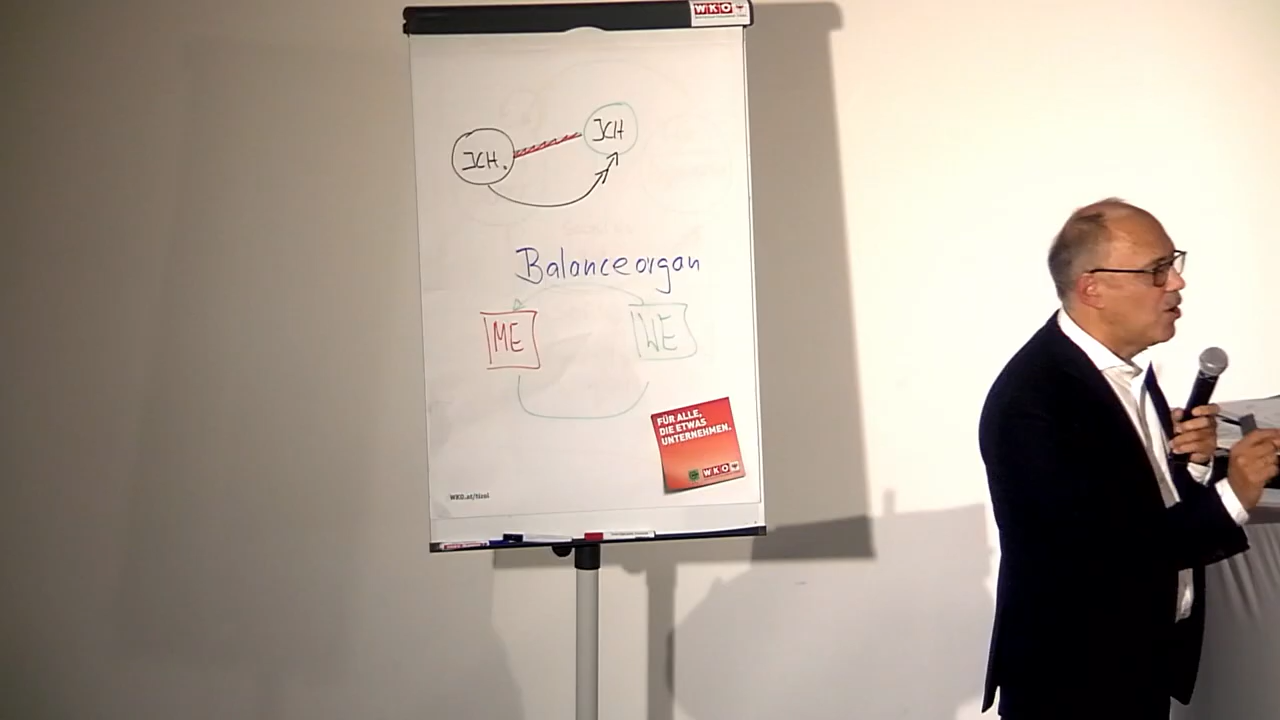 WKO
ICH.
ICH
Balanceorgan
ME
WE
FÜR ALLE,
DIE ETWAS
UNTERNEHMEN.
WKO
WKO.at/tirol